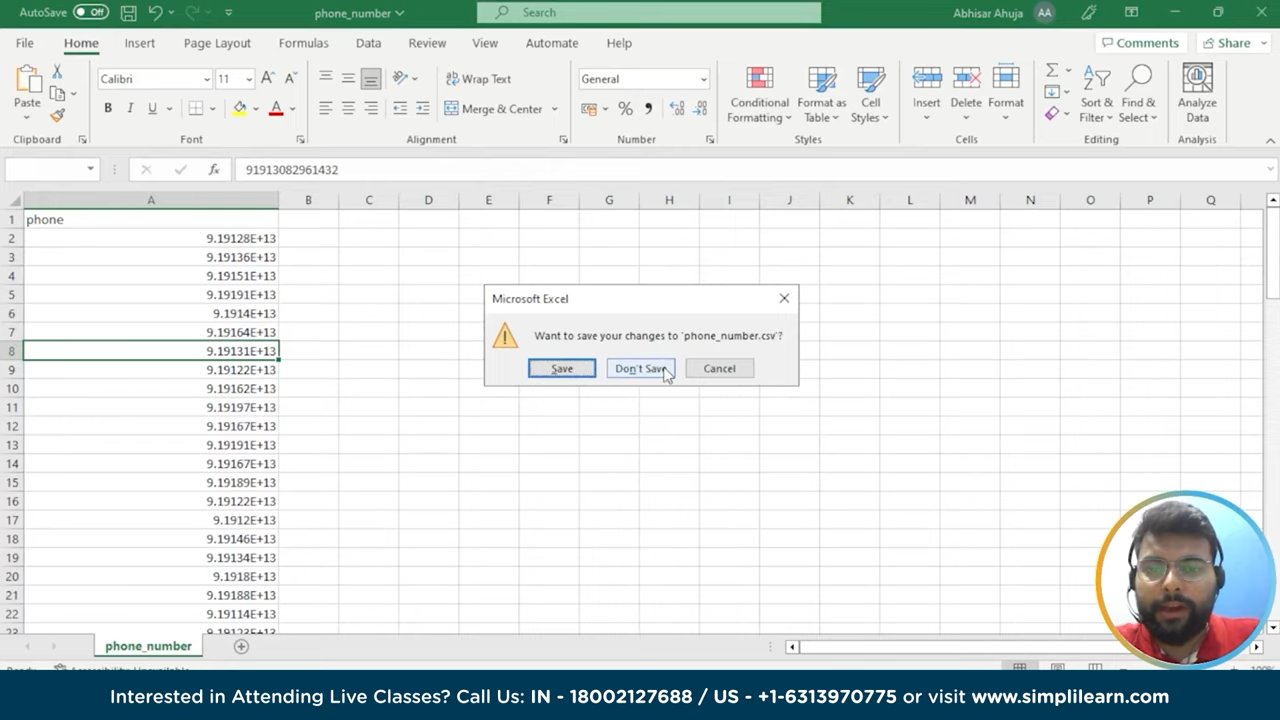 AutoSave Off phone_number Search Abhisar Ahuja AA
File Home Insert Page Layout Formulas Data Review View Automate Help Comments Share
Paste Calibri 11 A A Wrap Text General Conditional Formatting Format as Table Cell Styles Insert Delete Format Sort & Filter Find & Select Analyze Data
B I U A Merge & Center % 
Clipboard Font Alignment Number Styles Cells Editing Analysis
fx 91913082961432
A B C D E F G H I J K L M N O P Q
1 phone
2 9.19128E+13
3 9.19136E+13
4 9.19151E+13
5 9.19191E+13
6 9.1914E+13
7 9.19164E+13
8 9.19131E+13
9 9.19122E+13
10 9.19162E+13
11 9.19197E+13
12 9.19167E+13
13 9.19191E+13
14 9.19167E+13
15 9.19189E+13
16 9.19122E+13
17 9.1912E+13
18 9.19146E+13
19 9.19134E+13
20 9.1918E+13
21 9.19188E+13
22 9.19114E+13
23 9.19123E+13
Microsoft Excel
Want to save your changes to 'phone_number.csv'?
Save Don't Save Cancel
phone_number
Interested in Attending Live Classes? Call Us: IN - 18002127688 / US - +1-6313970775 or visit www.simplilearn.com